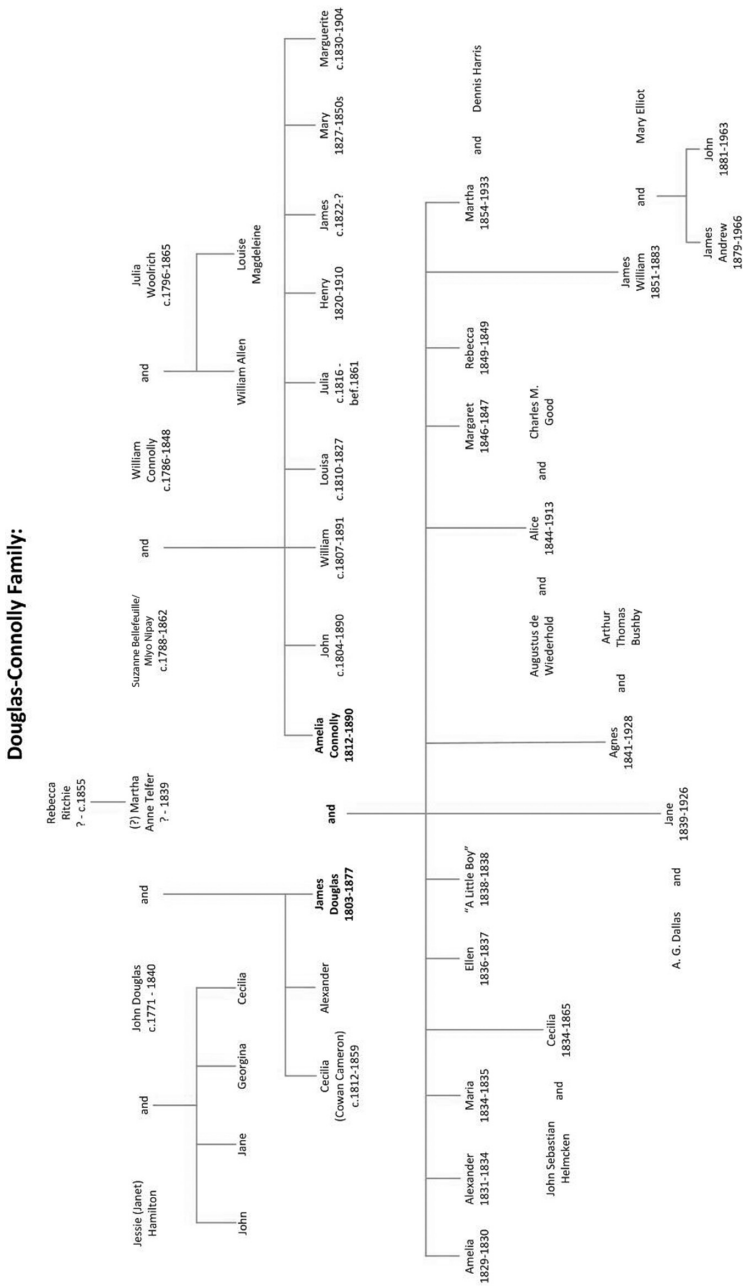 Douglas-Connolly Family:
Rebecca
Ritchie
? - c.1855
Jessie (Janet)
Hamilton
and
John Douglas
c.1771 - 1840
and
(?) Martha
Anne Telfer
? - 1839
Suzanne Bellefeuille/
Miyo Nipay
c.1788-1862
and
William
Connolly
c.1786-1848
and
Julia
Woolrich
c.1796-1865
John
Jane
Georgina
Cecilia
William Allen
Louise
Magdeleine
Cecilia
(Cowan Cameron)
c.1812-1859
Alexander
James
Douglas
1803-1877
and
Amelia
Connolly
1812-1890
John
c.1804-1890
William
c.1807-1891
Louisa
c.1810-1827
Julia
c.1816 -
bef.1861
Henry
1820-1910
James
c.1822-?
Mary
1827-1850s
Marguerite
c.1830-1904
Amelia
1829-1830
Alexander
1831-1834
Maria
1834-1835
Ellen
1836-1837
"A Little Boy"
1838-1838
Margaret
1846-1847
Rebecca
1849-1849
Martha
1854-1933
and
Dennis Harris
John Sebastian
Helmcken
and
Cecilia
1834-1865
Augustus de
Wiederhold
and
Alice
1844-1913
and
Charles M.
Good
Agnes
1841-1928
and
Arthur
Thomas
Bushby
James
William
1851-1883
and
Mary Elliot
A. G. Dallas
and
Jane
1839-1926
James
Andrew
1879-1966
John
1881-1963